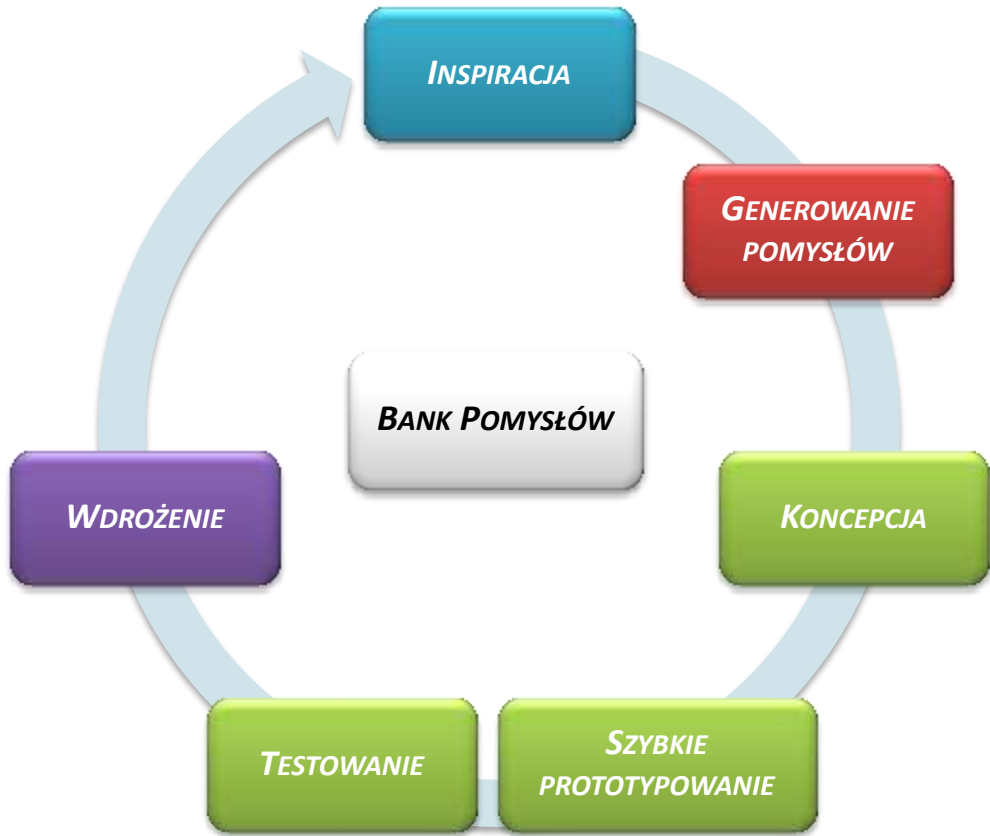 INSPIRACJA
GENEROWANIE
POMYSŁÓW
BANK POMYSŁÓW
WDROŻENIE
KONCEPCJA
TESTOWANIE
SZYBKIE
PROTOTYPOWANIE